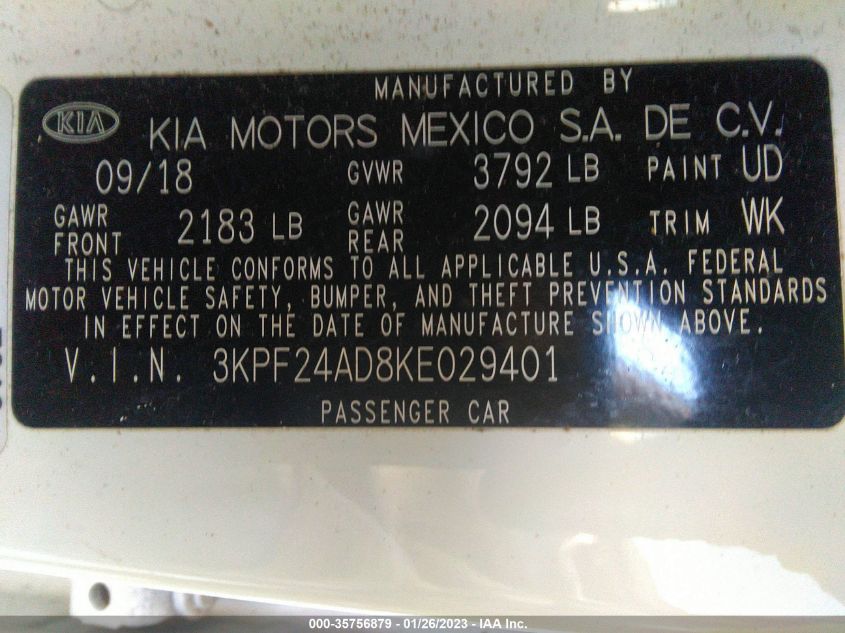 MANUFACTURED BY
KIA KIA MOTORS MEXICO S.A. DE C.V.
09/18 GVWR 3792 LB PAINT UD
GAWR FRONT 2183 LB GAWR REAR 2094 LB TRIM WK
THIS VEHICLE CONFORMS TO ALL APPLICABLE U.S.A. FEDERAL
MOTOR VEHICLE SAFETY, BUMPER, AND THEFT PREVENTION STANDARDS
IN EFFECT ON THE DATE OF MANUFACTURE SHOWN ABOVE.
V.I.N. 3KPF24AD8KE029401
PASSENGER CAR
000-35756879 - 01/26/2023 - IAA Inc.